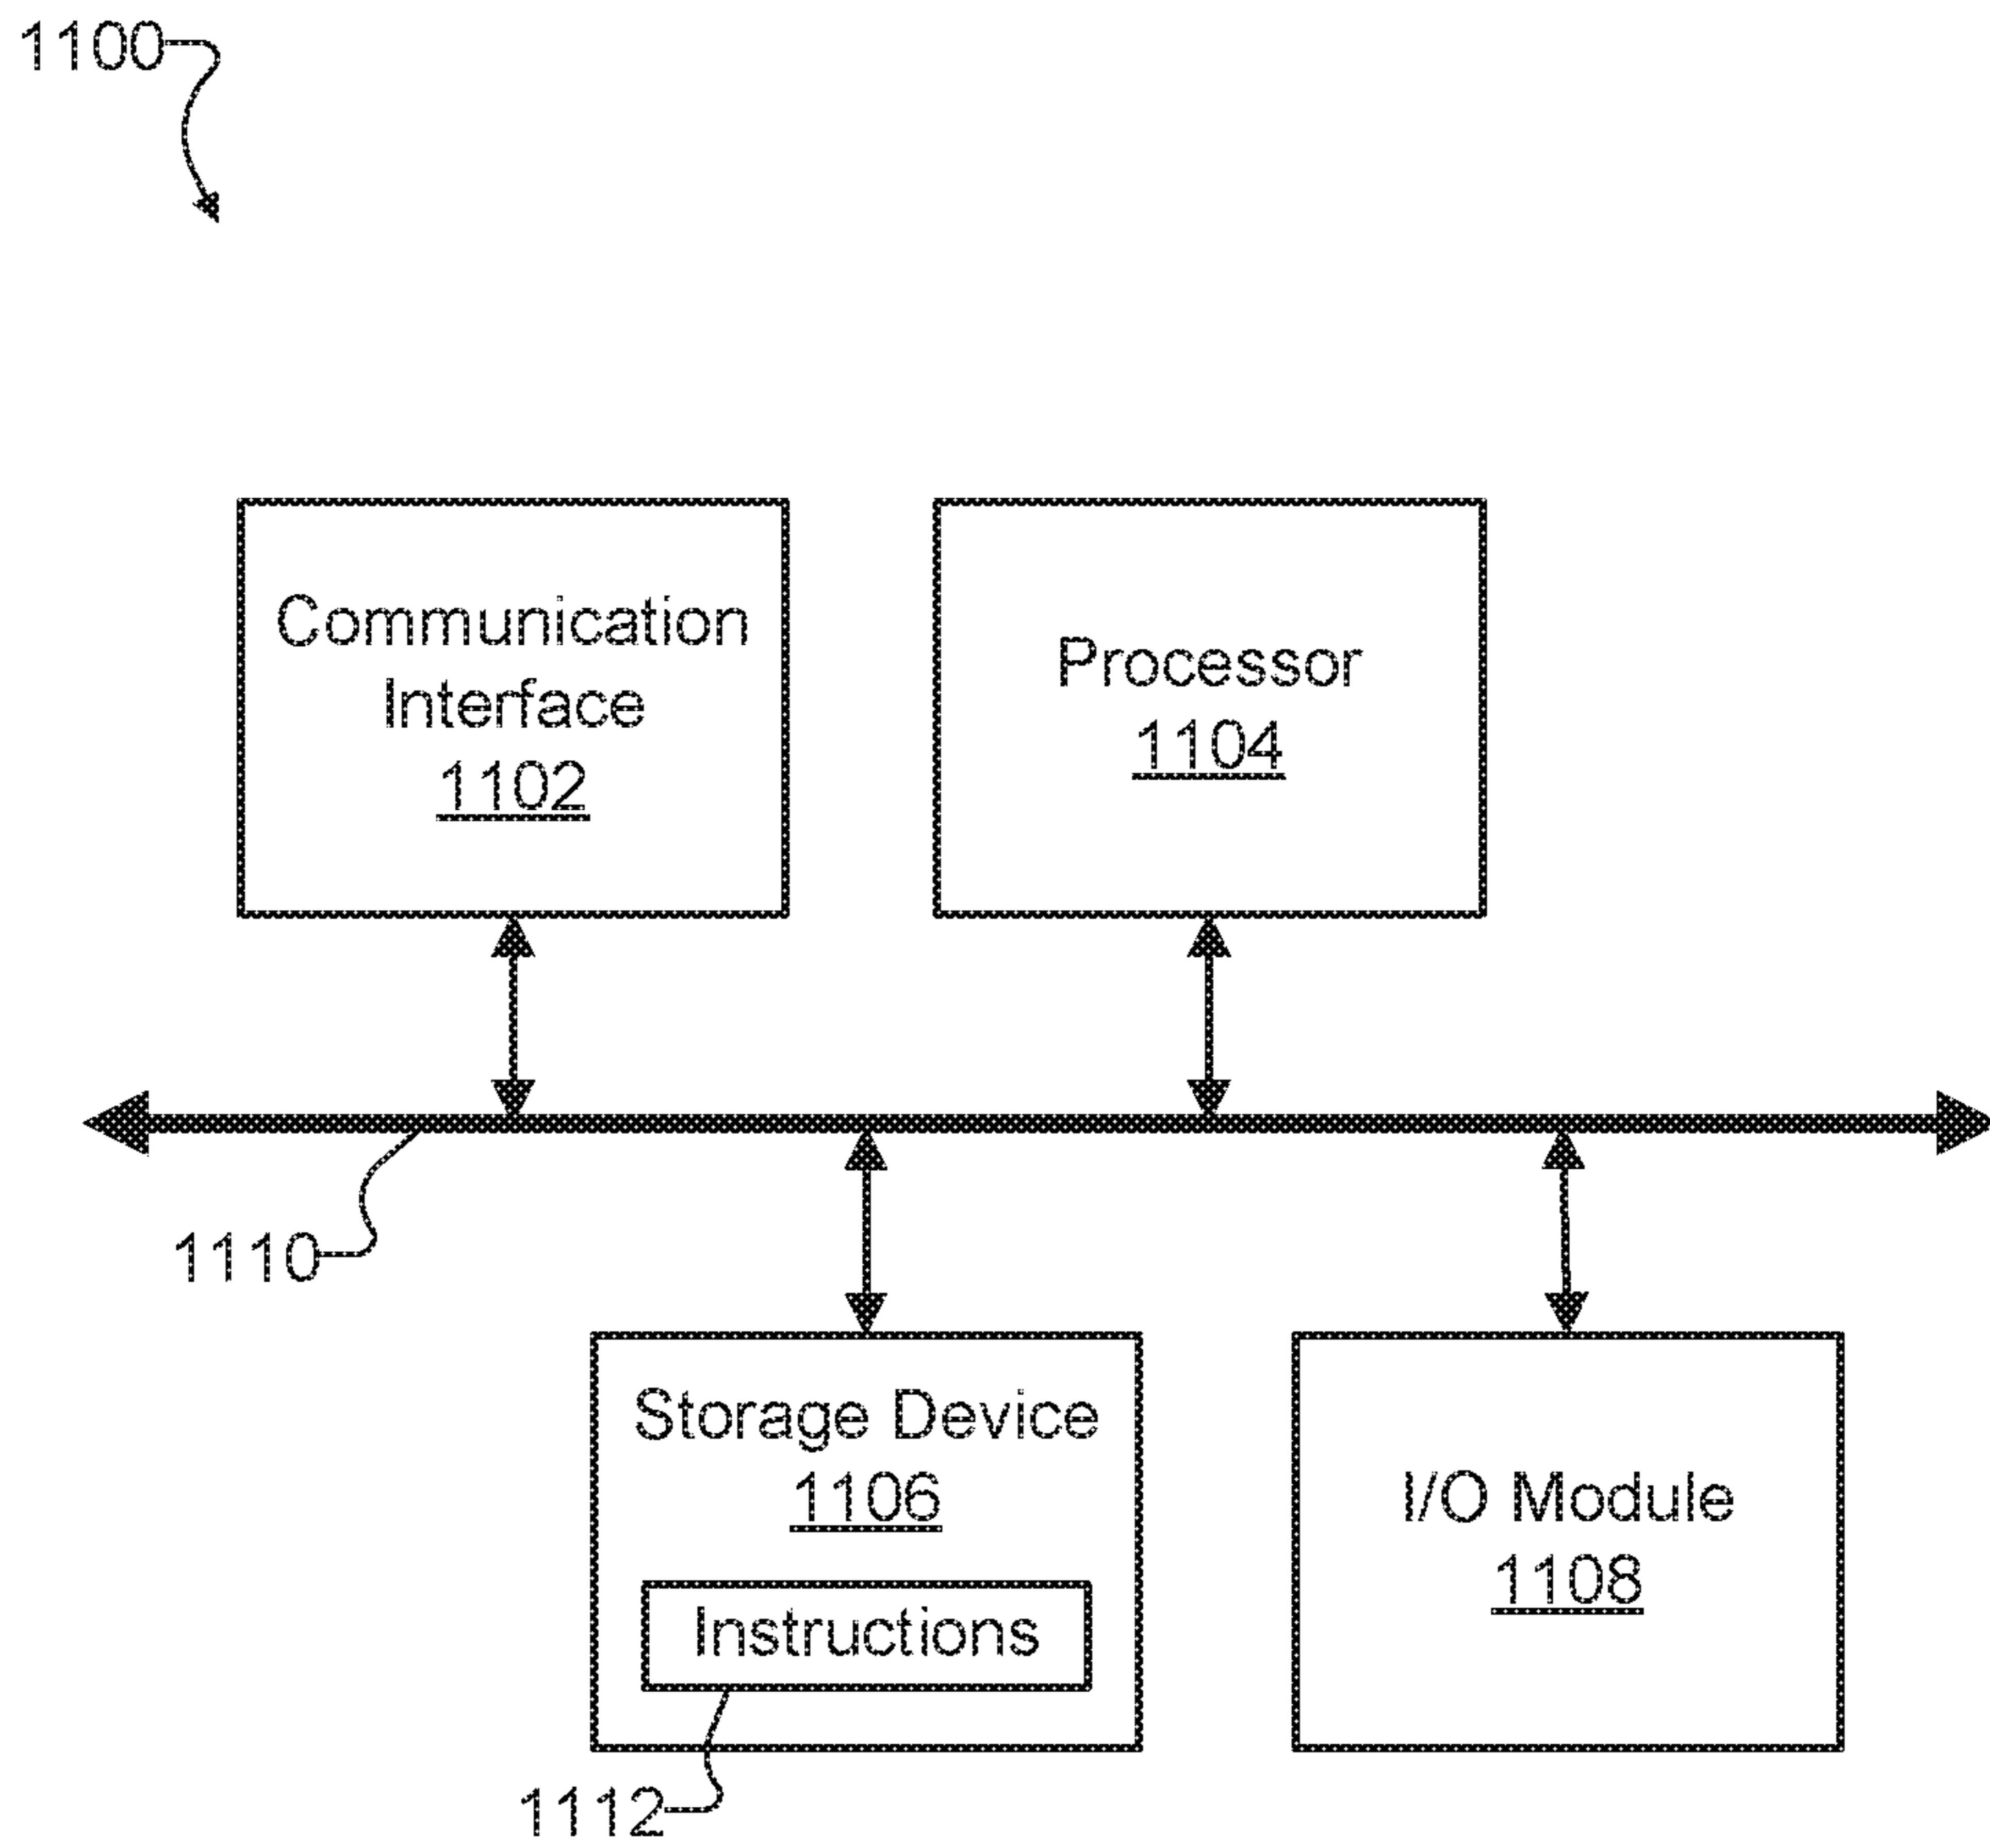 1100
Communication
Interface
1102
Processor
1104
1110
Storage Device
1106
Instructions
1112
I/O Module
1108